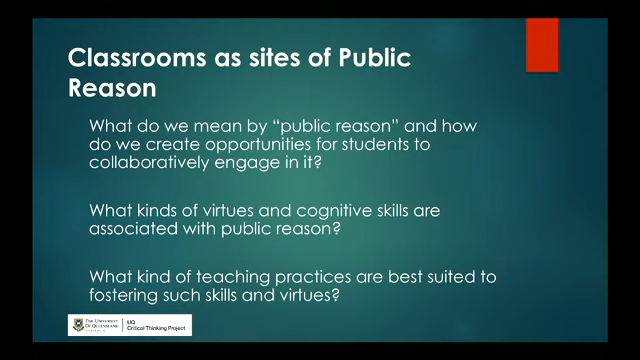 Classrooms as sites of Public
Reason
What do we mean by “public reason” and how
do we create opportunities for students to
collaboratively engage in it?
What kinds of virtues and cognitive skills are
associated with public reason?
What kind of teaching practices are best suited to
fostering such skills and virtues?
THE UNIVERSITY
OF QUEENSLAND
AUSTRALIA
UQ
Critical Thinking Project